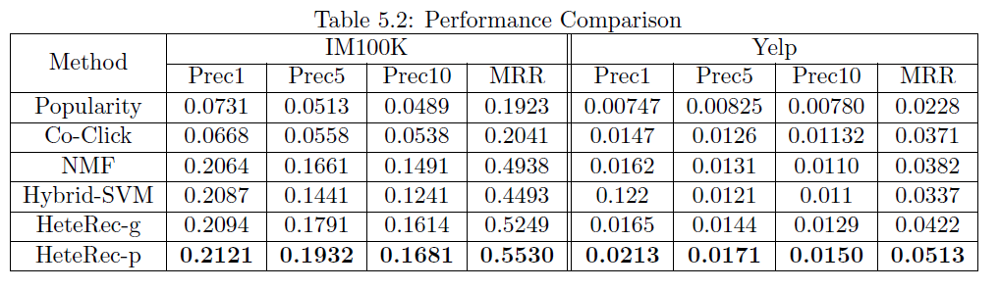 Table 5.2: Performance Comparison
Method IM100K Yelp
Prec1 Prec5 Prec10 MRR Prec1 Prec5 Prec10 MRR
Popularity 0.0731 0.0513 0.0489 0.1923 0.00747 0.00825 0.00780 0.0228
Co-Click 0.0668 0.0558 0.0538 0.2041 0.0147 0.0126 0.01132 0.0371
NMF 0.2064 0.1661 0.1491 0.4938 0.0162 0.0131 0.0110 0.0382
Hybrid-SVM 0.2087 0.1441 0.1241 0.4493 0.122 0.0121 0.011 0.0337
HeteRec-g 0.2094 0.1791 0.1614 0.5249 0.0165 0.0144 0.0129 0.0422
HeteRec-p 0.2121 0.1932 0.1681 0.5530 0.0213 0.0171 0.0150 0.0513